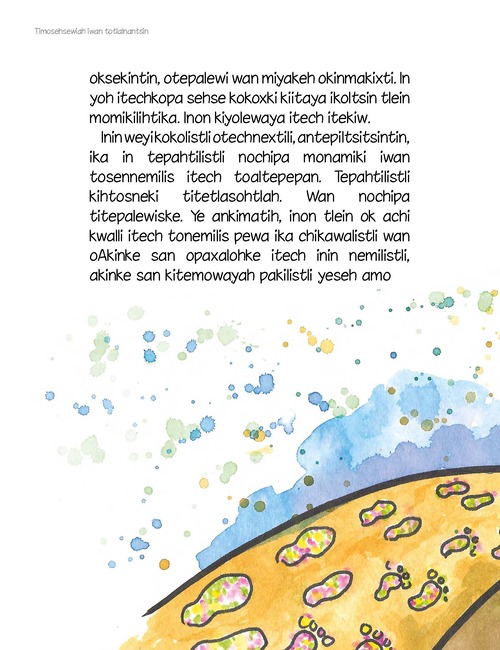 Timosehsewiah iwan totlalnantsin
oksekintin, otepalewi wan miyakeh okinmakixti. In
yoh itechkopa sehse kokoxki kiitaya ikoltsin tlein
momikilihtika. Inon kiyolewaya itech itekiw.
Inin weyi kokolistli otechnextili, antepiltsitsintin,
ika in tepahtilistli nochipa monamiki iwan
tosennemilis itech toaltepepan. Tepahtilistli
kihtosneki titetlasohtlah. Wan nochipa
titepalewiske. Ye ankimatih, inon tlein ok achi
kwalli itech tonemilis pewa ika chikawalistli wan
oAkinke san opaxalohke itech inin nemilistli,
akinke san kitemowayah pakilistli yeseh amo